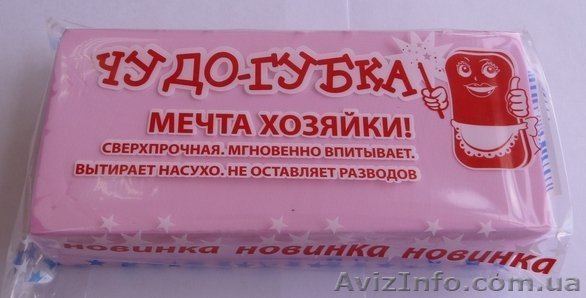 ЧУДО-ГУБКА
МЕЧТА ХОЗЯЙКИ!
СВЕРХПРОЧНАЯ. МГНОВЕННО ВПИТЫВАЕТ.
ВЫТИРАЕТ НАСУХО. НЕ ОСТАВЛЯЕТ РАЗВОДОВ
новинка новинка новинка
AvizInfo.com.ua